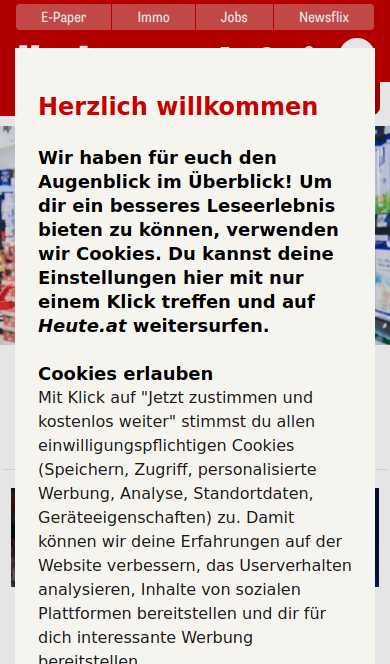 E-Paper
Immo
Jobs
Newsflix
Herzlich willkommen
Wir haben für euch den
Augenblick im Überblick! Um
dir ein besseres Leseerlebnis
bieten zu können, verwenden
wir Cookies. Du kannst deine
Einstellungen hier mit nur
einem Klick treffen und auf
Heute.at weitersurfen.
Cookies erlauben
Mit Klick auf "Jetzt zustimmen und
kostenlos weiter" stimmst du allen
einwilligungspflichtigen Cookies
(Speichern, Zugriff, personalisierte
Werbung, Analyse, Standortdaten,
Geräteeigenschaften) zu. Damit
können wir deine Erfahrungen auf der
Website verbessern, das Userverhalten
analysieren, Inhalte von sozialen
Plattformen bereitstellen und dir für
dich interessante Werbung
bereitstellen